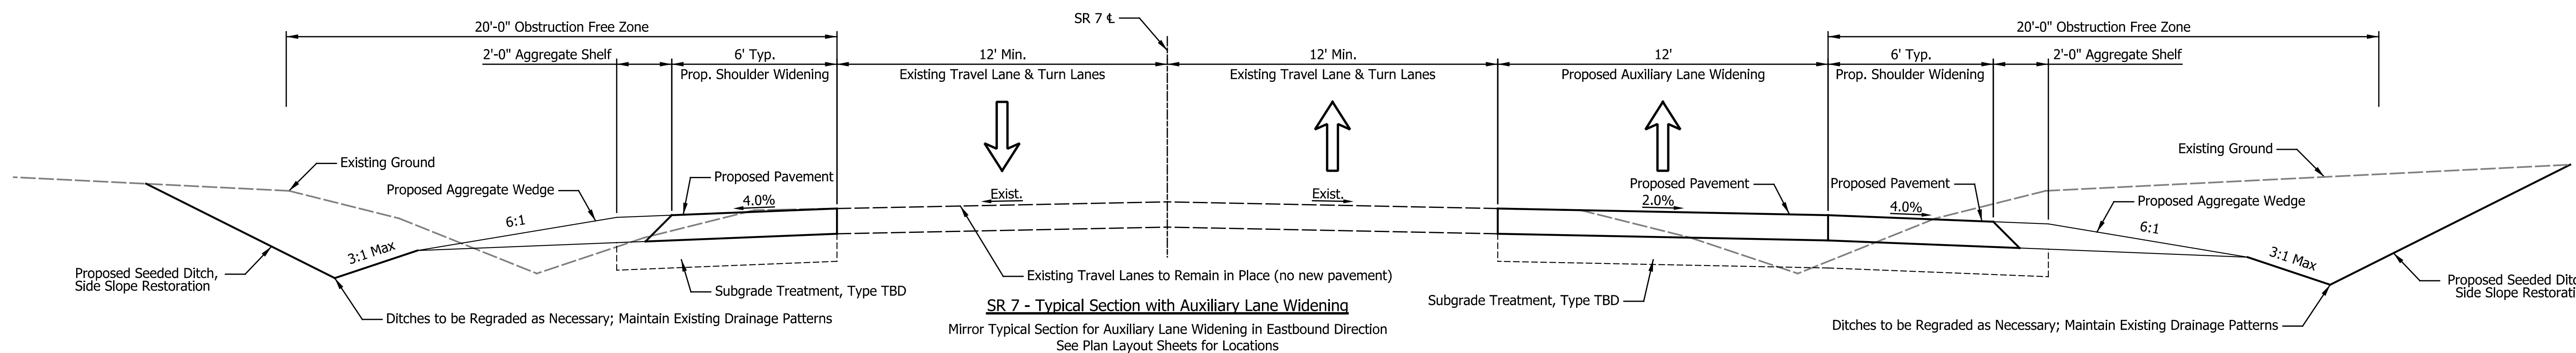 SR 7 ℄
20'-0" Obstruction Free Zone
20'-0" Obstruction Free Zone
2'-0" Aggregate Shelf
6' Typ.
Prop. Shoulder Widening
12' Min.
Existing Travel Lane & Turn Lanes
12' Min.
Existing Travel Lane & Turn Lanes
12'
Proposed Auxiliary Lane Widening
6' Typ.
Prop. Shoulder Widening
2'-0" Aggregate Shelf
Existing Ground
Proposed Aggregate Wedge
Proposed Pavement
4.0%
Exist.
Exist.
Proposed Pavement
2.0%
Proposed Pavement
4.0%
Existing Ground
Proposed Aggregate Wedge
6:1
3:1 Max
6:1
3:1 Max
Proposed Seeded Ditch,
Side Slope Restoration
Subgrade Treatment, Type TBD
Existing Travel Lanes to Remain in Place (no new pavement)
Subgrade Treatment, Type TBD
Proposed Seeded Ditc
Side Slope Restorati
Ditches to be Regraded as Necessary; Maintain Existing Drainage Patterns
Ditches to be Regraded as Necessary; Maintain Existing Drainage Patterns
SR 7 - Typical Section with Auxiliary Lane Widening
Mirror Typical Section for Auxiliary Lane Widening in Eastbound Direction
See Plan Layout Sheets for Locations